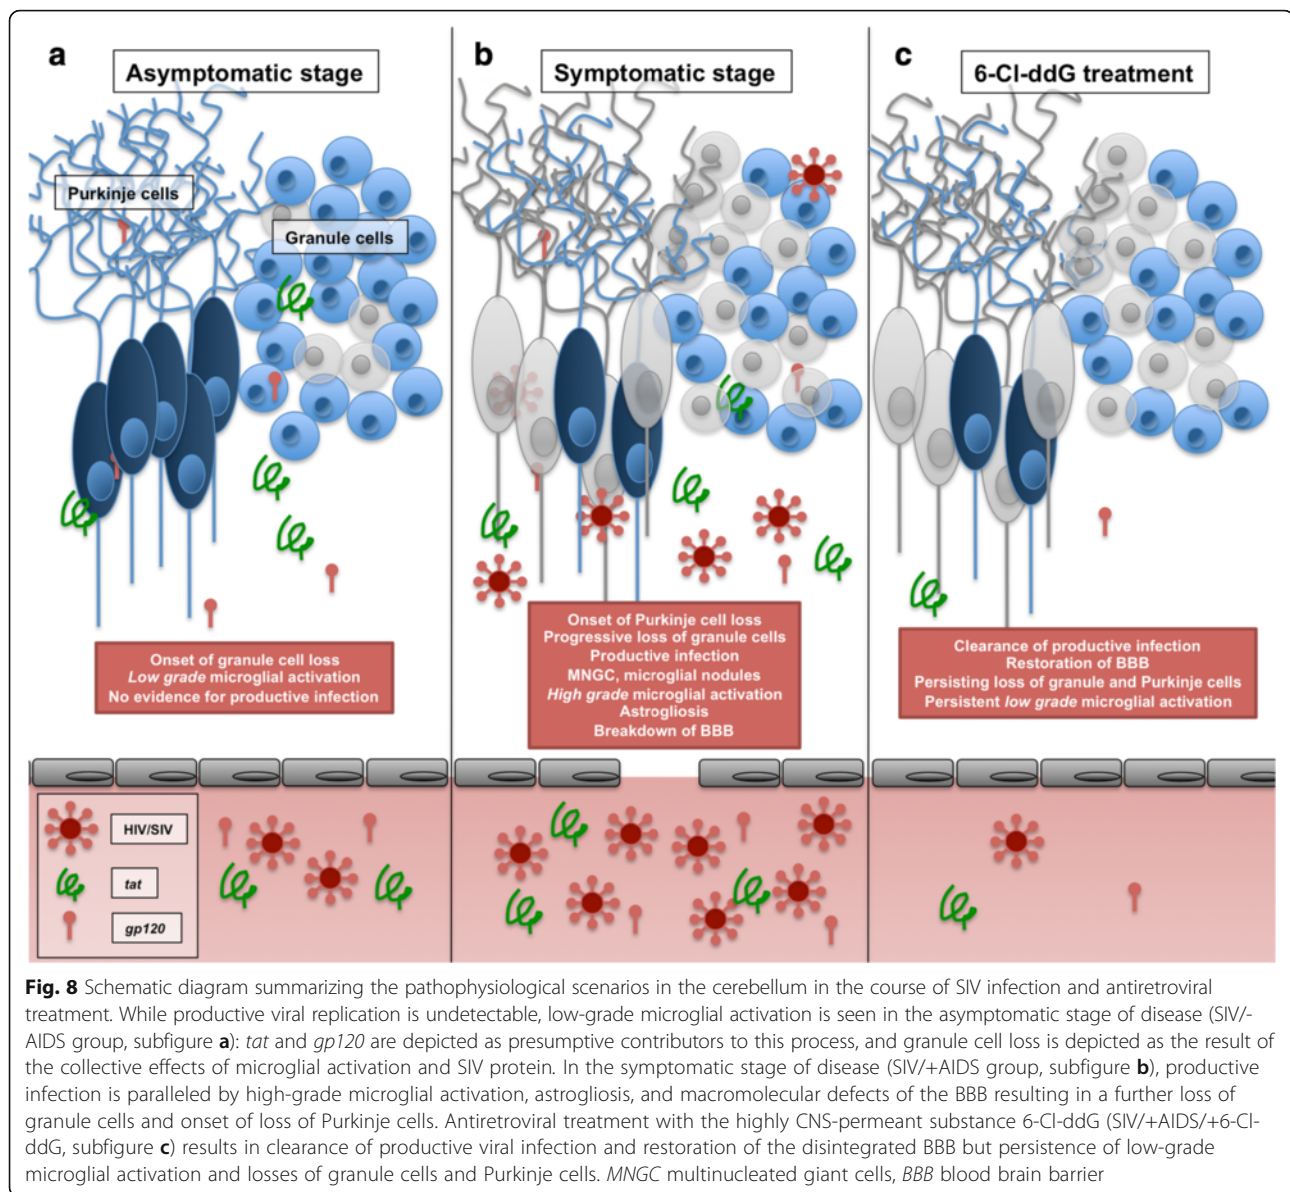 a
Asymptomatic stage
Purkinje cells
Granule cells
Onset of granule cell loss
Low grade microglial activation
No evidence for productive infection
b
Symptomatic stage
Onset of Purkinje cell loss
Progressive loss of granule cells
Productive infection
MNGC, microglial nodules
High grade microglial activation
Astrogliosis
Breakdown of BBB
c
6-Cl-ddG treatment
Clearance of productive infection
Restoration of BBB
Persisting loss of granule and Purkinje cells
Persistent low grade microglial activation
HIV/SIV
tat
gp120
Fig. 8 Schematic diagram summarizing the pathophysiological scenarios in the cerebellum in the course of SIV infection and antiretroviral
treatment. While productive viral replication is undetectable, low-grade microglial activation is seen in the asymptomatic stage of disease (SIV/-
AIDS group, subfigure a): tat and gp120 are depicted as presumptive contributors to this process, and granule cell loss is depicted as the result of
the collective effects of microglial activation and SIV protein. In the symptomatic stage of disease (SIV/+AIDS group, subfigure b), productive
infection is paralleled by high-grade microglial activation, astrogliosis, and macromolecular defects of the BBB resulting in a further loss of
granule cells and onset of loss of Purkinje cells. Antiretroviral treatment with the highly CNS-permeant substance 6-Cl-ddG (SIV/+AIDS/+6-Cl-
ddG, subfigure c) results in clearance of productive viral infection and restoration of the disintegrated BBB but persistence of low-grade
microglial activation and losses of granule cells and Purkinje cells. MNGC multinucleated giant cells, BBB blood brain barrier